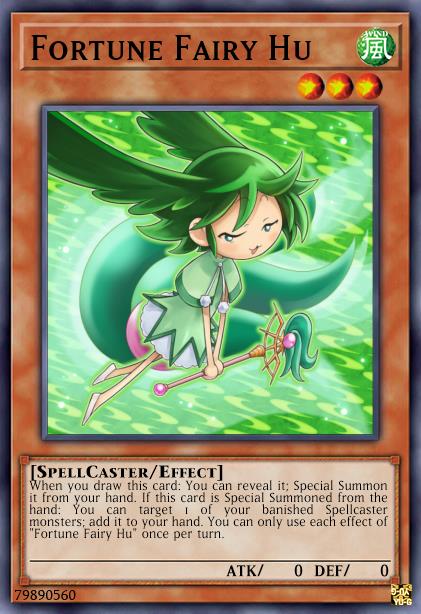 Fortune Fairy Hu
WIND
風
[SpellCaster/Effect]
When you draw this card: You can reveal it; Special Summon
it from your hand. If this card is Special Summoned from the
hand: You can target 1 of your banished Spellcaster
monsters; add it to your hand. You can only use each effect of
"Fortune Fairy Hu" once per turn.
ATK/ 0 DEF/ 0
79890560